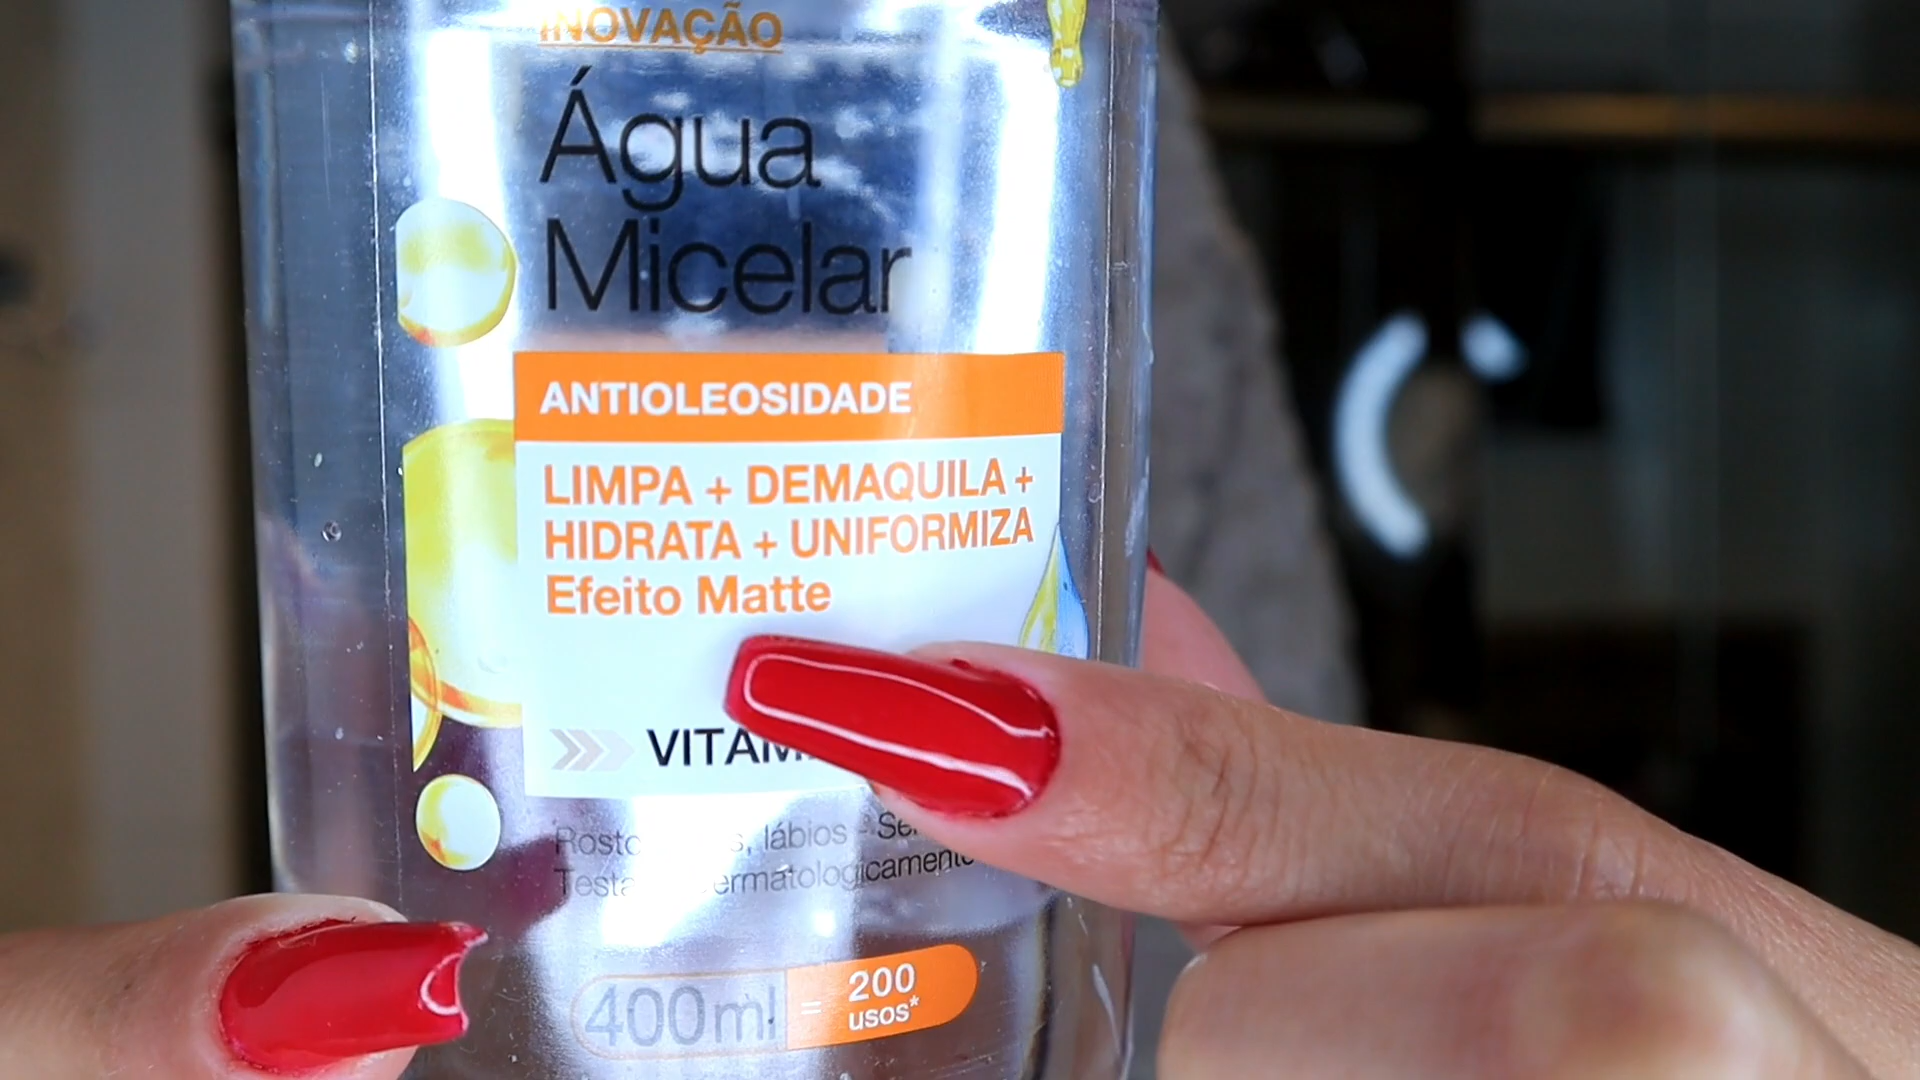 INOVAÇÃO
Água
Micelar
ANTIOLEOSIDADE
LIMPA + DEMAQUILA +
HIDRATA + UNIFORMIZA
Efeito Matte
lábios -
400ml = 200
usos*